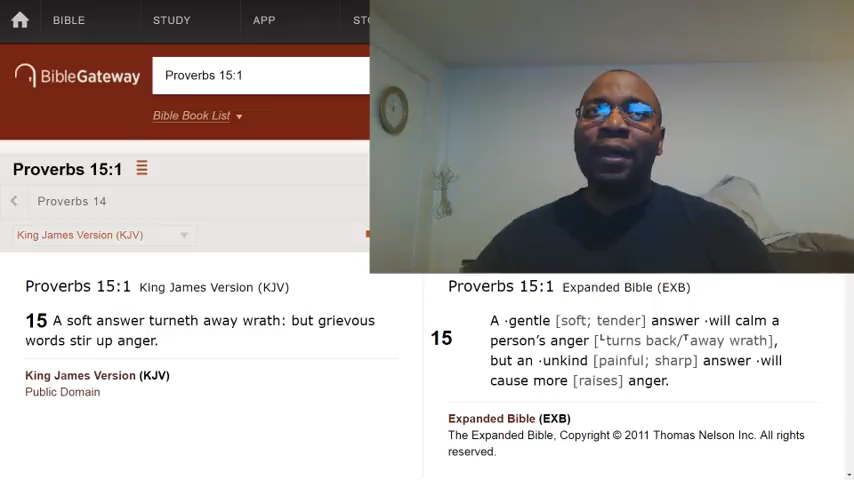 BIBLE STUDY APP
BibleGateway
Proverbs 15:1
Bible Book List
Proverbs 15:1
Proverbs 14
King James Version (KJV)
Proverbs 15:1 King James Version (KJV)
15 A soft answer turneth away wrath: but grievous
words stir up anger.
King James Version (KJV)
Public Domain
Proverbs 15:1 Expanded Bible (EXB)
15 A ·gentle [soft; tender] answer ·will calm a
person's anger [ᴸturns back/ᵀaway wrath],
but an ·unkind [painful; sharp] answer ·will
cause more [raises] anger.
Expanded Bible (EXB)
The Expanded Bible, Copyright © 2011 Thomas Nelson Inc. All rights
reserved.